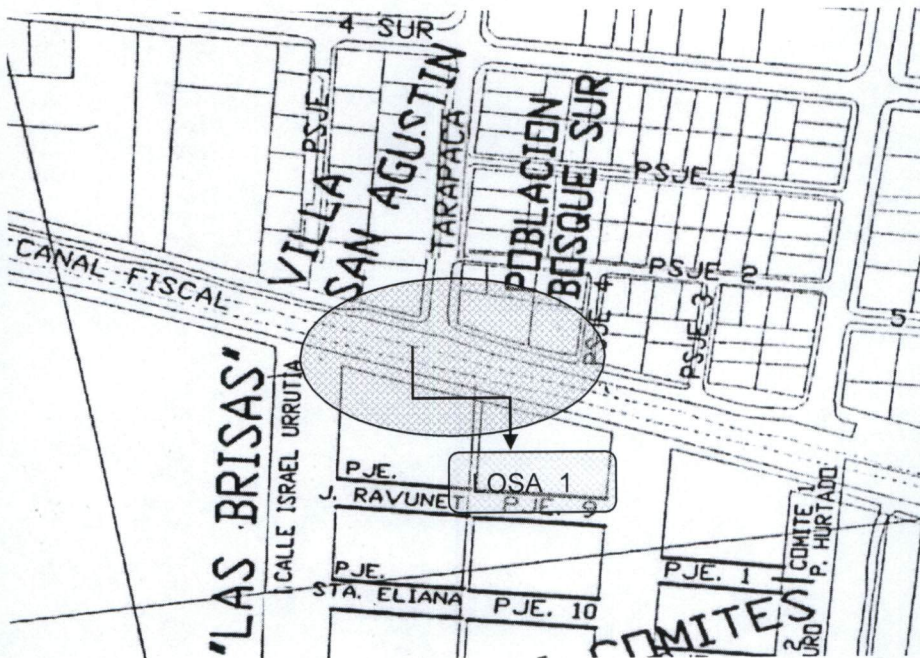 4 SUR
PSJE
VILLA
SAN AGUSTIN
TARAPACA
POBLACION
BOSQUE SUR
PSJE 1
PSJE 2
PSJE 4
PSJE 3
5
CANAL FISCAL
"LAS BRISAS"
CALLE ISRAEL URRUTIA
PJE.
J. RAVUNET
LOSA 1
PJE. 9
PJE.
STA. ELIANA
PJE. 10
PJE. 1
COMITE
P. HURTADO
COMITES
2